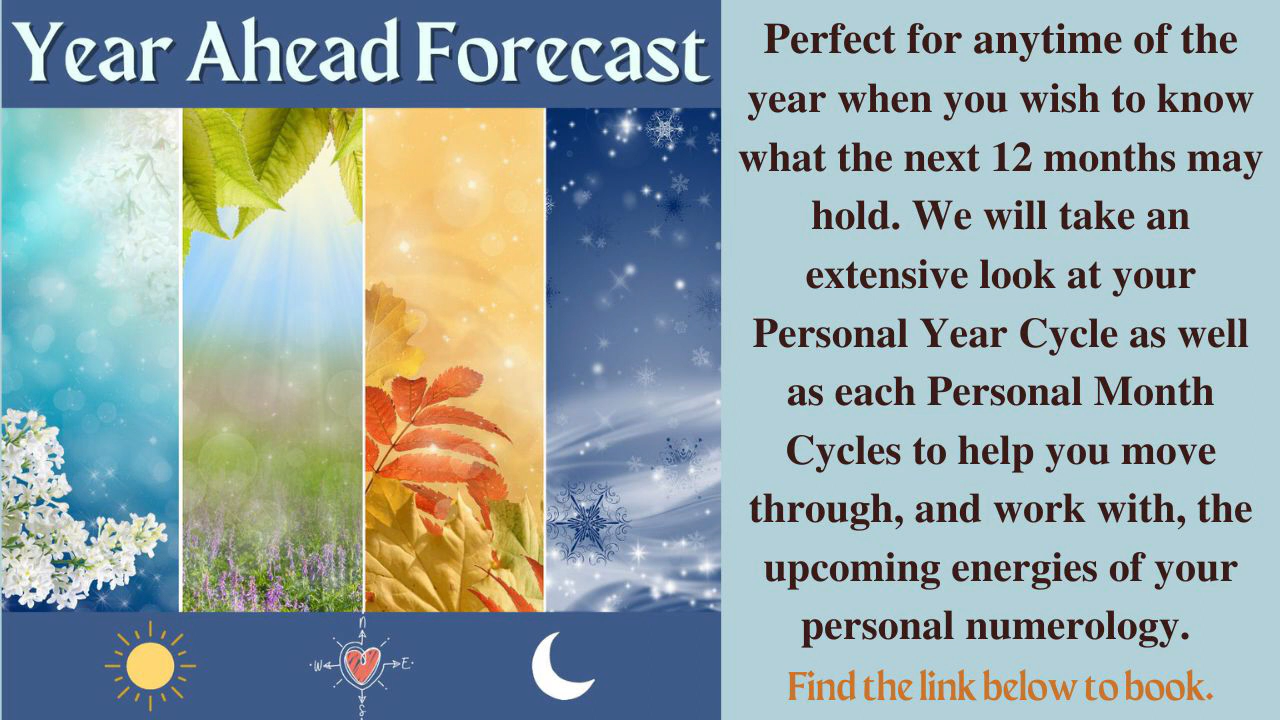 Year Ahead Forecast
Perfect for anytime of the
year when you wish to know
what the next 12 months may
hold. We will take an
extensive look at your
Personal Year Cycle as well
as each Personal Month
Cycles to help you move
through, and work with, the
upcoming energies of your
personal numerology.
Find the link below to book.
n
W E
S